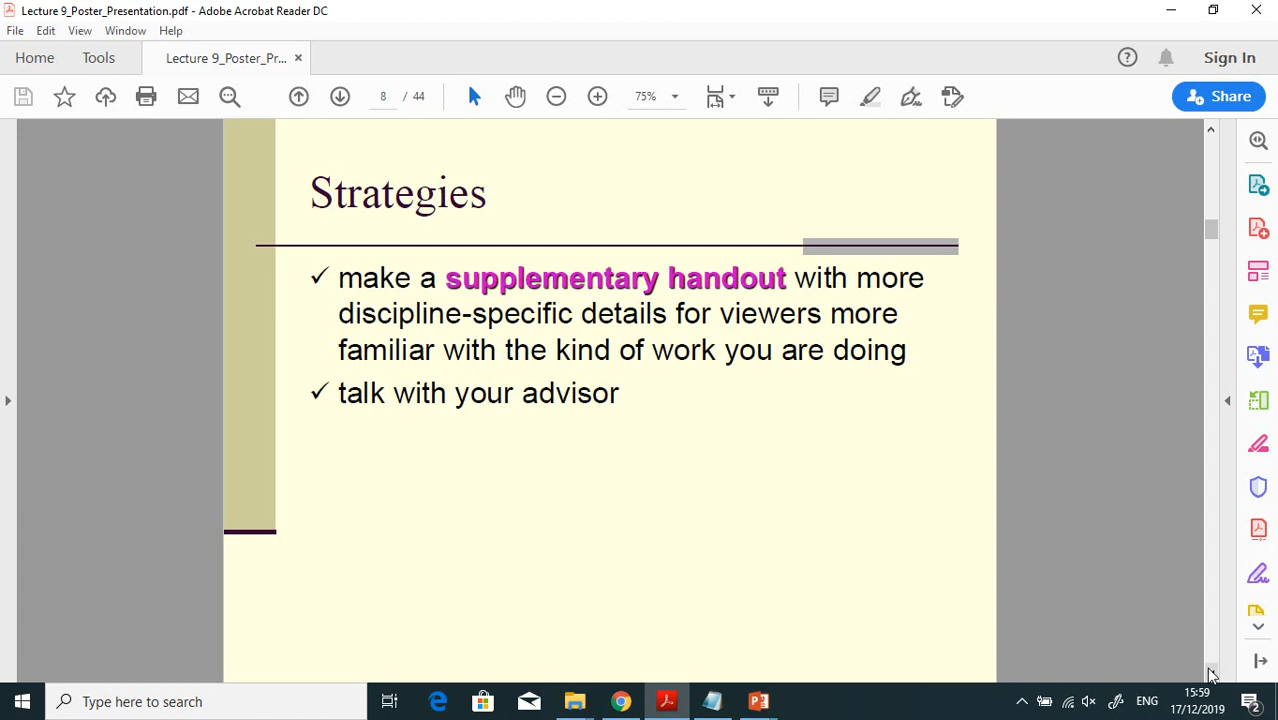 Lecture 9_Poster_Presentation.pdf - Adobe Acrobat Reader DC
File Edit View Window Help
Home Tools Lecture 9_Poster_Pr... × Sign In
8 / 44 75% Share
Strategies
✓ make a supplementary handout with more
discipline-specific details for viewers more
familiar with the kind of work you are doing
✓ talk with your advisor
Type here to search
ENG
15:59
17/12/2019
2